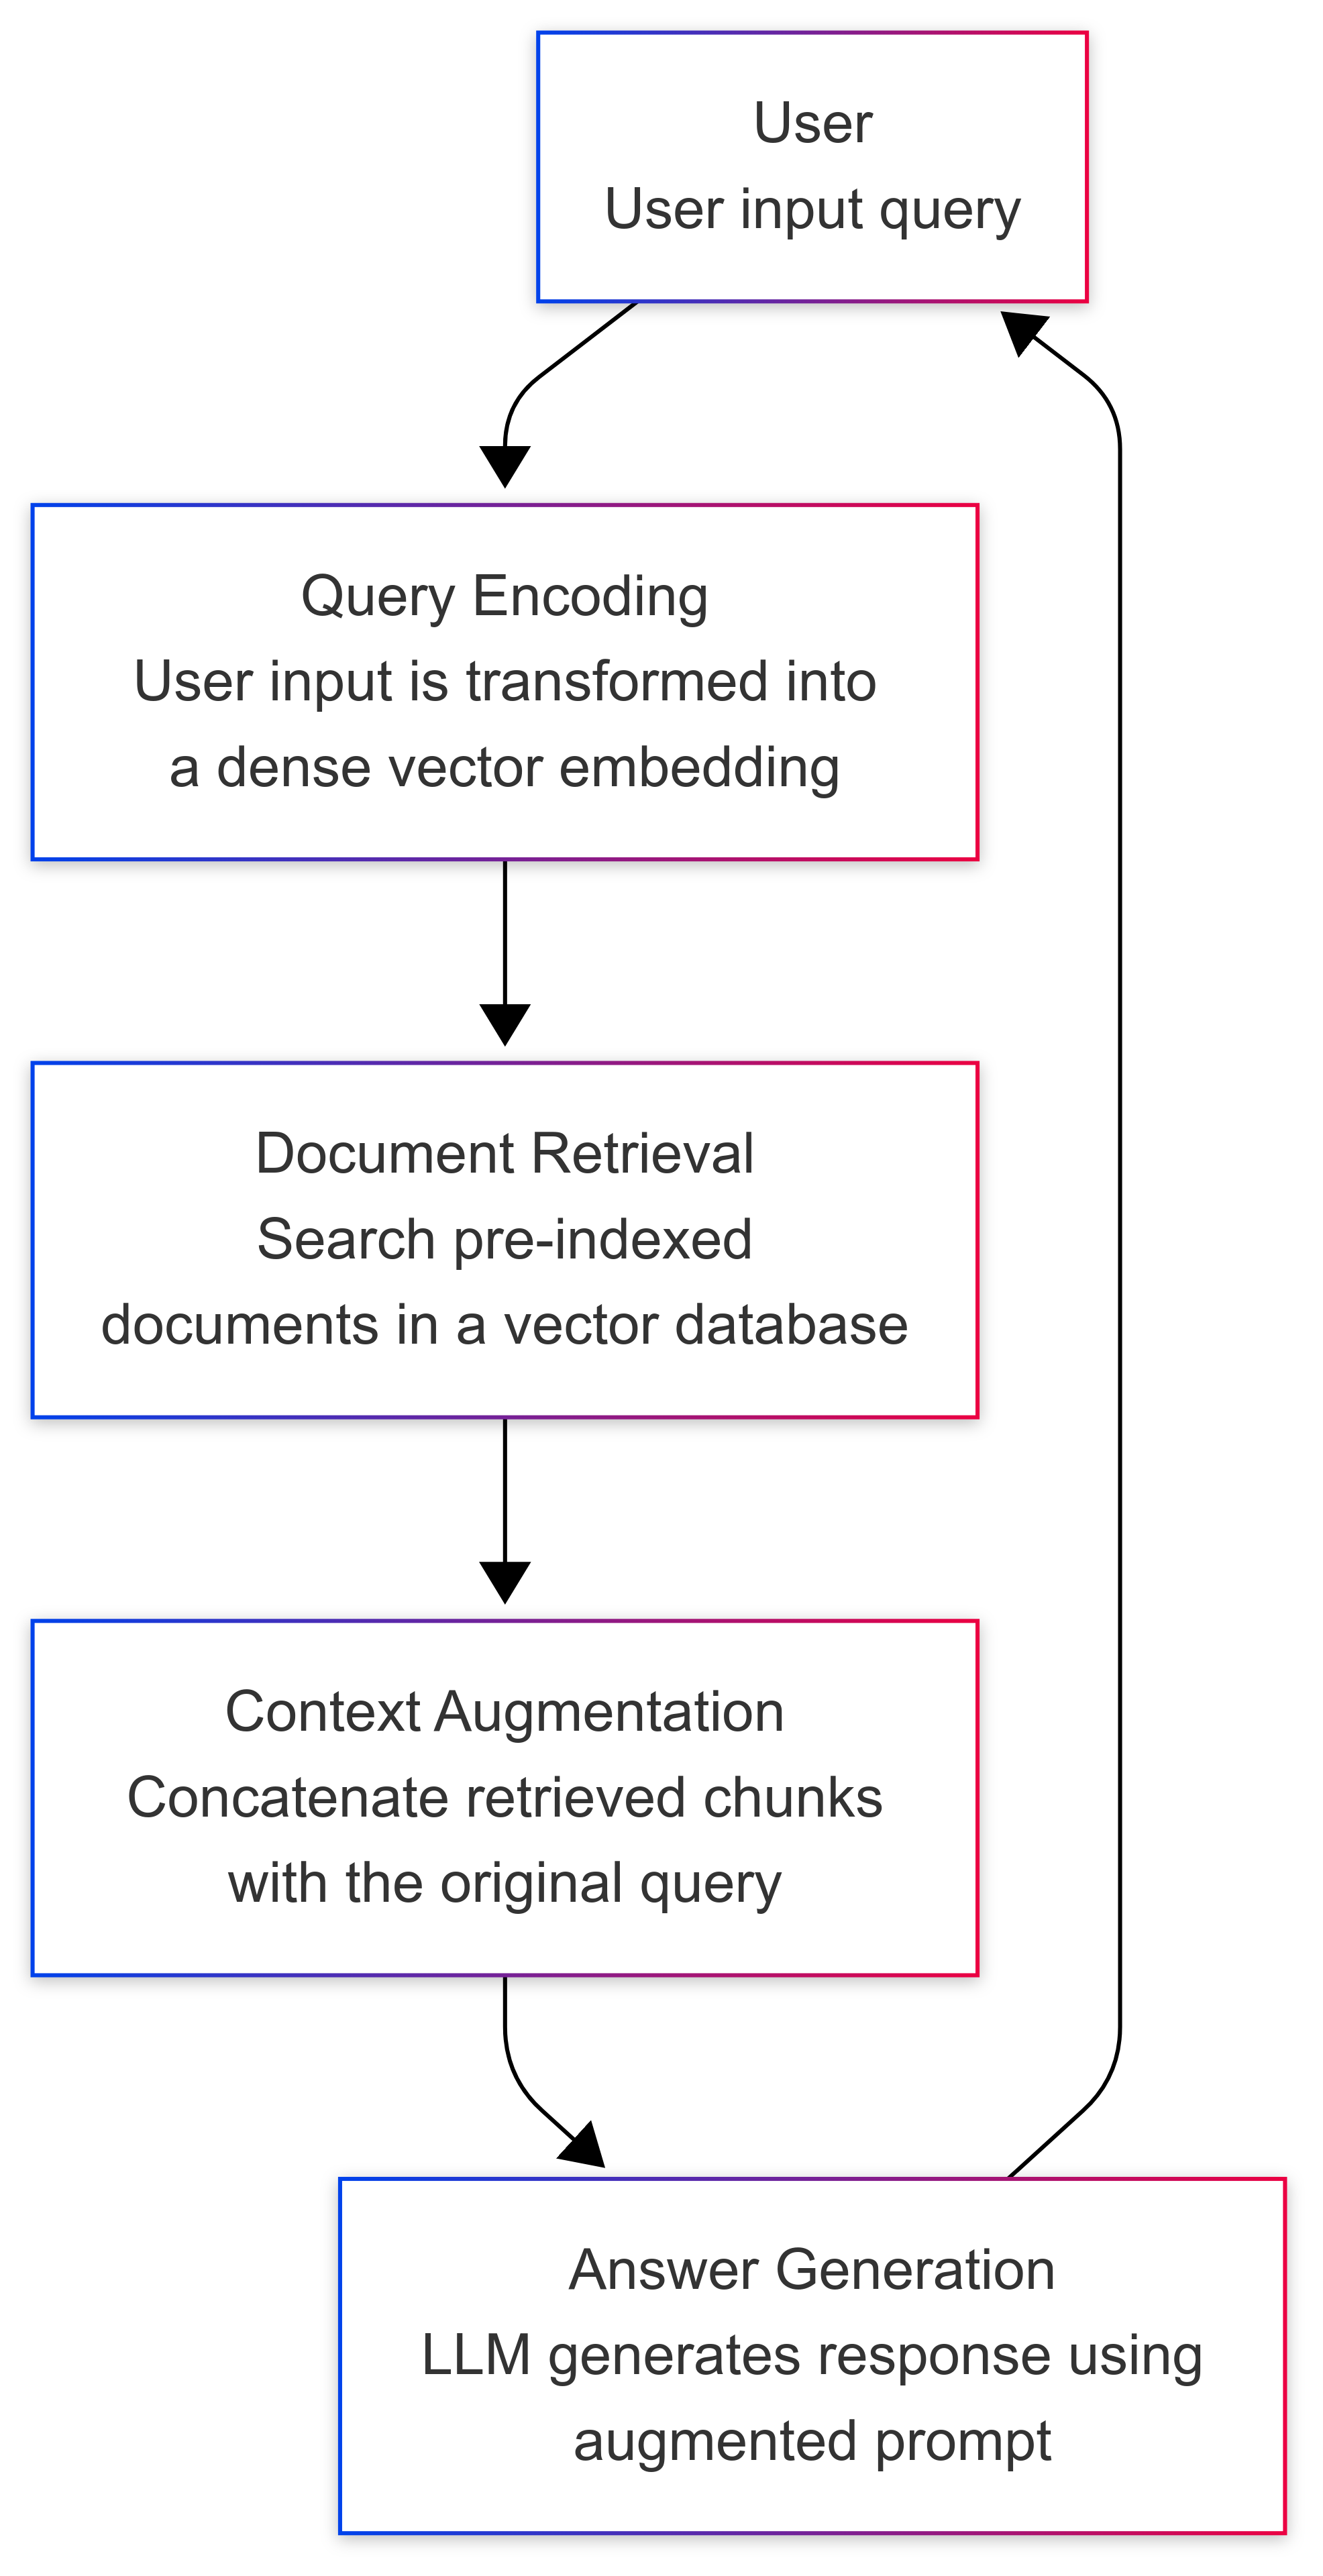 User
User input query
Query Encoding
User input is transformed into
a dense vector embedding
Document Retrieval
Search pre-indexed
documents in a vector database
Context Augmentation
Concatenate retrieved chunks
with the original query
Answer Generation
LLM generates response using
augmented prompt